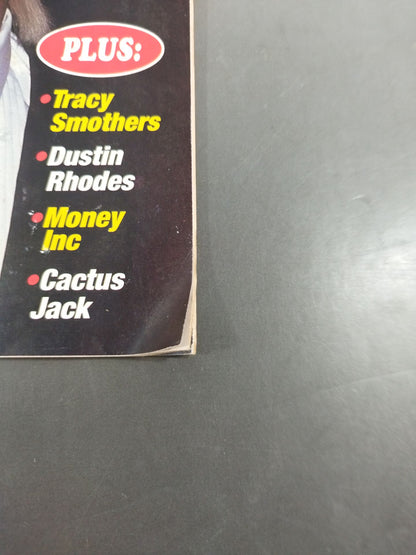 PLUS:
•Tracy
Smothers
•Dustin
Rhodes
•Money
Inc
•Cactus
Jack